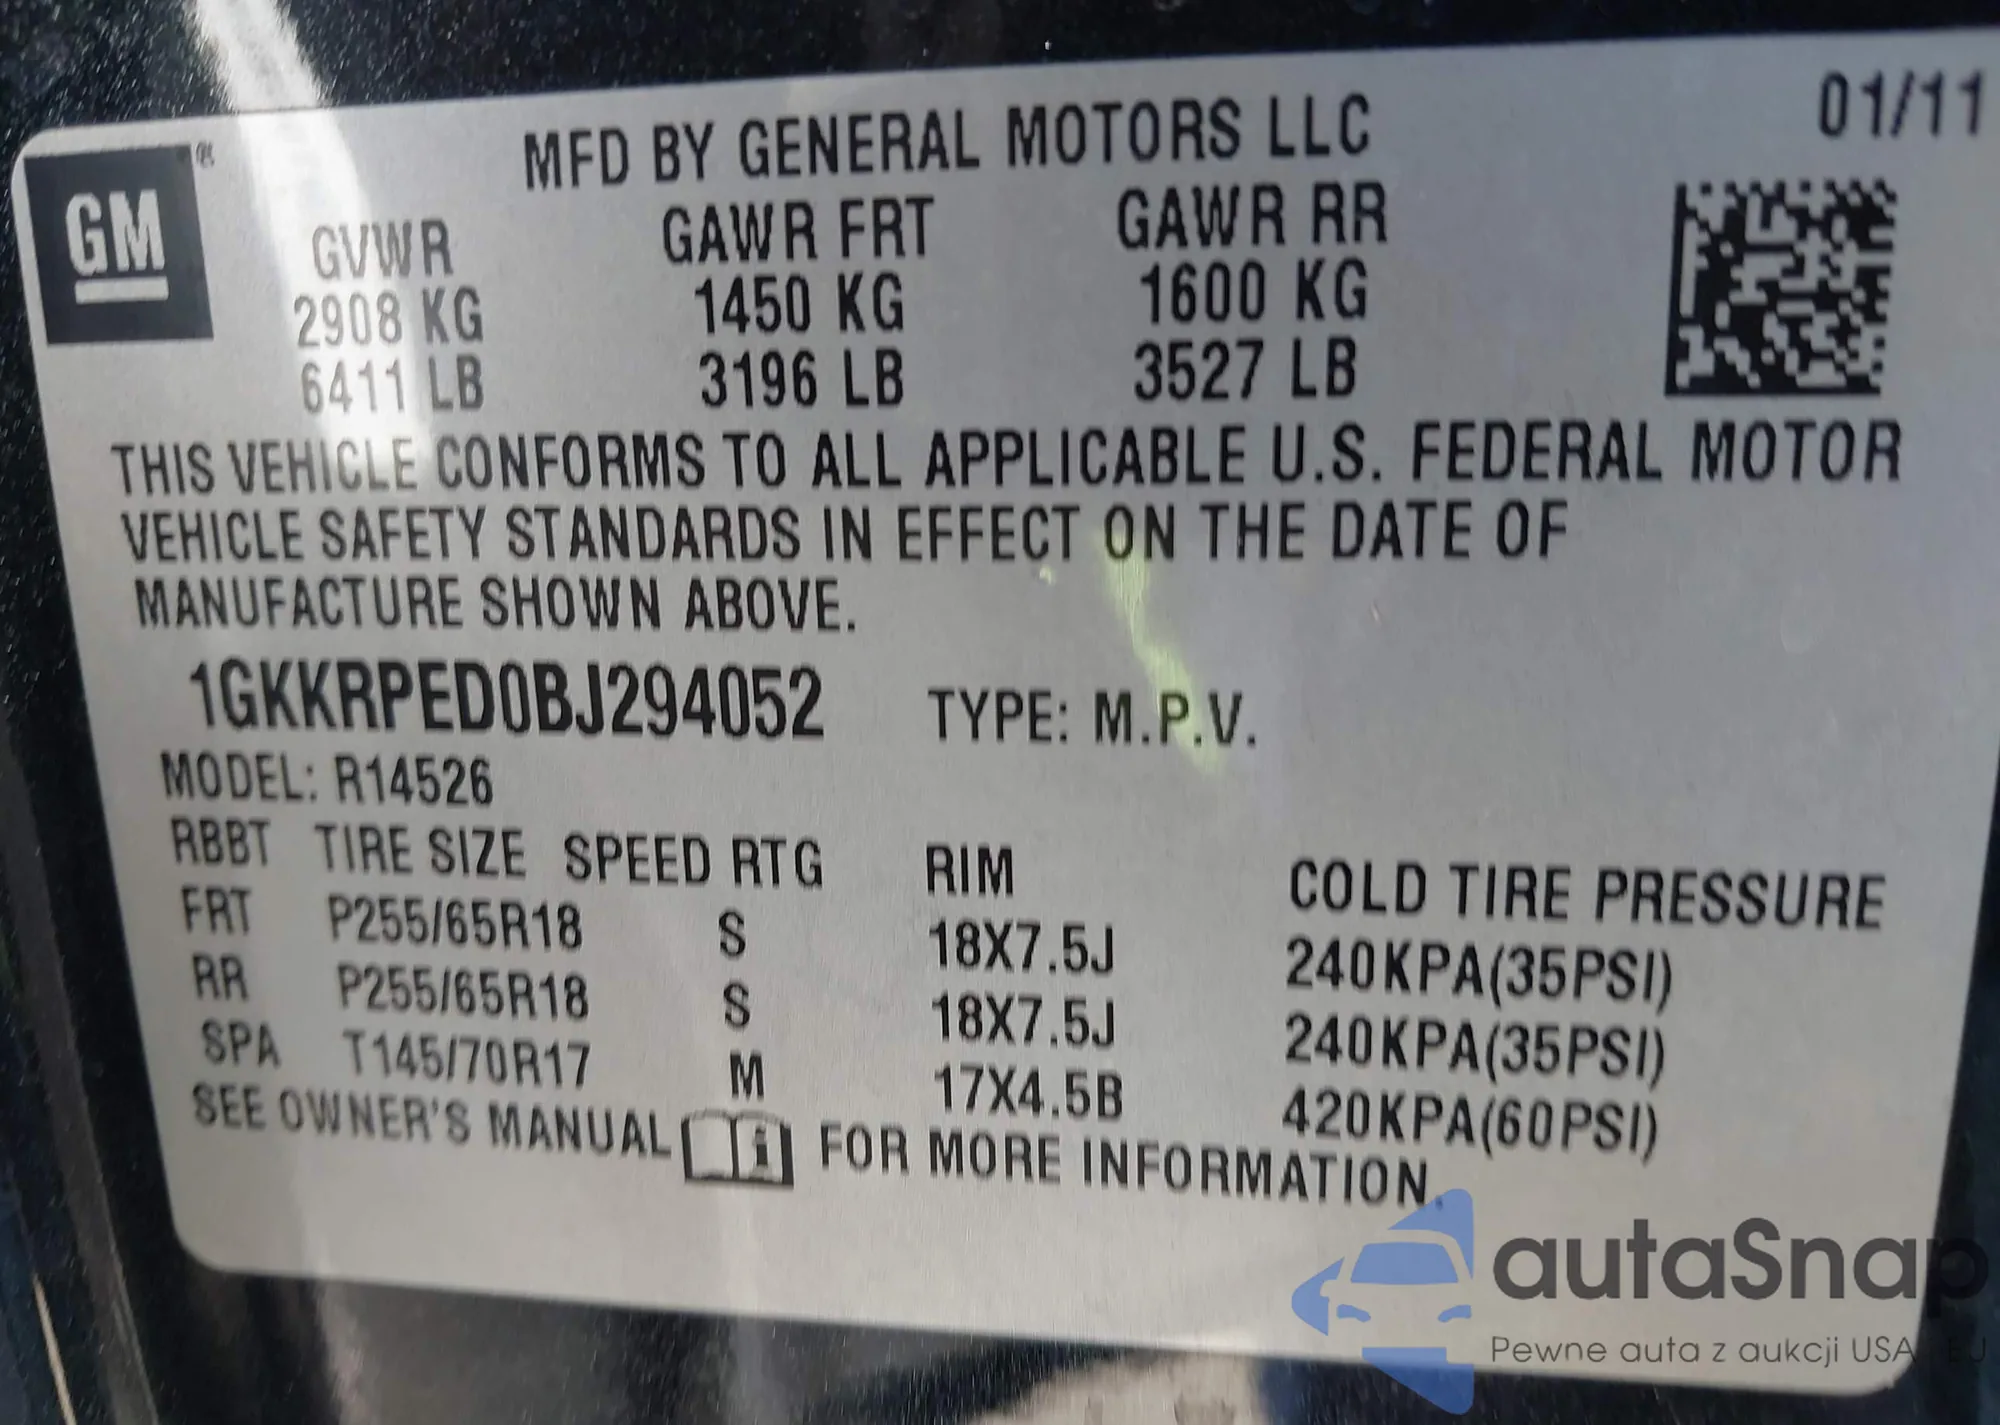 01/11
MFD BY GENERAL MOTORS LLC
GM
GVWR GAWR FRT GAWR RR
2908 KG 1450 KG 1600 KG
6411 LB 3196 LB 3527 LB
THIS VEHICLE CONFORMS TO ALL APPLICABLE U.S. FEDERAL MOTOR
VEHICLE SAFETY STANDARDS IN EFFECT ON THE DATE OF
MANUFACTURE SHOWN ABOVE.
1GKKRPED0BJ294052 TYPE: M.P.V.
MODEL: R14526
RBBT TIRE SIZE SPEED RTG RIM COLD TIRE PRESSURE
FRT P255/65R18 S 18X7.5J 240KPA(35PSI)
RR P255/65R18 S 18X7.5J 240KPA(35PSI)
SPA T145/70R17 M 17X4.5B 420KPA(60PSI)
SEE OWNER'S MANUAL i FOR MORE INFORMATION.
autaSnap
Pewne auta z aukcji USA EU